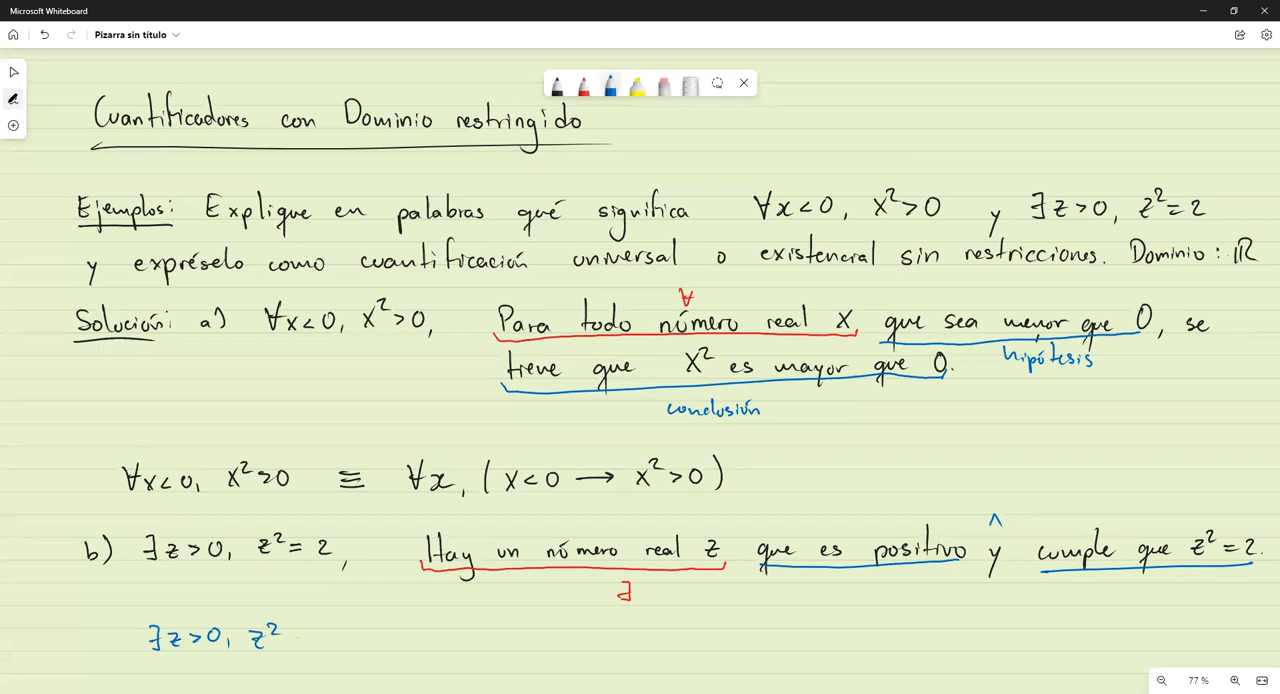 Microsoft Whiteboard
Pizarra sin título
Cuantificadores con Dominio restringido
Ejemplos: Explique en palabras qué significa ∀x<0, x²>0 y ∃z>0, z²=2
y expréselo como cuantificación universal o existencial sin restricciones. Dominio: ℝ
Solución: a) ∀x<0, x²>0, Para todo número real x, que sea menor que 0, se
∀
tiene que x² es mayor que 0.
hipótesis
conclusión
∀x<0, x²>0 ≡ ∀x, (x<0 → x²>0)
∧
b) ∃z>0, z²=2, Hay un número real z que es positivo y cumple que z²=2.
∃
∃z>0, z²
77 %